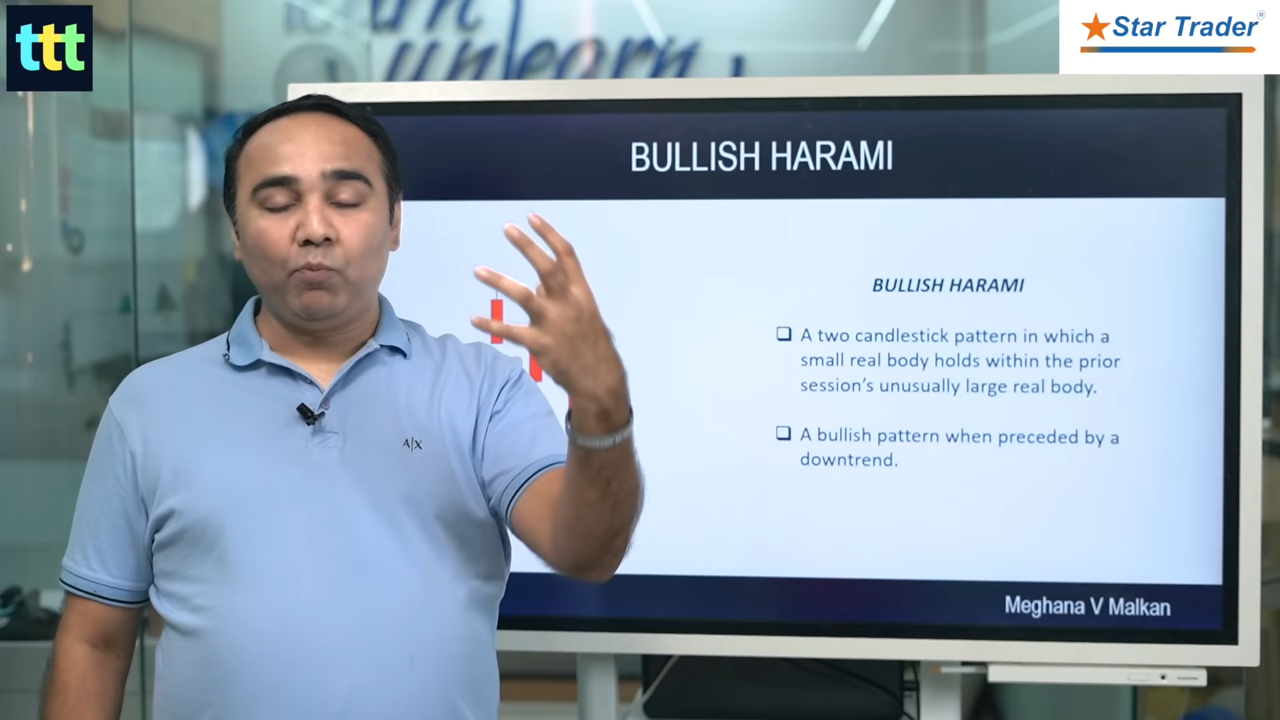 ttt
unlearn
Star Trader
BULLISH HARAMI
BULLISH HARAMI
❑ A two candlestick pattern in which a
small real body holds within the prior
session's unusually large real body.
❑ A bullish pattern when preceded by a
downtrend.
A|X
Meghana V Malkan